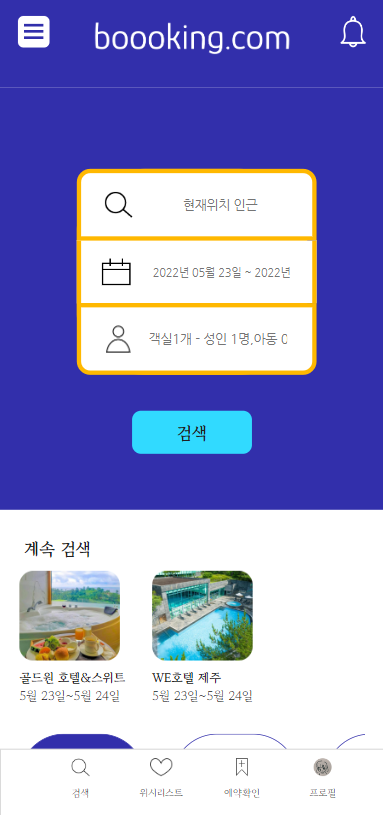 boooking.com
현재위치 인근
2022년 05월 23일 ~ 2022년
객실1개 - 성인 1명,아동 0
검색
계속 검색
골드원 호텔&스위트
WE호텔 제주
5월 23일~5월 24일
5월 23일~5월 24일
검색
위시리스트
예약확인
프로필